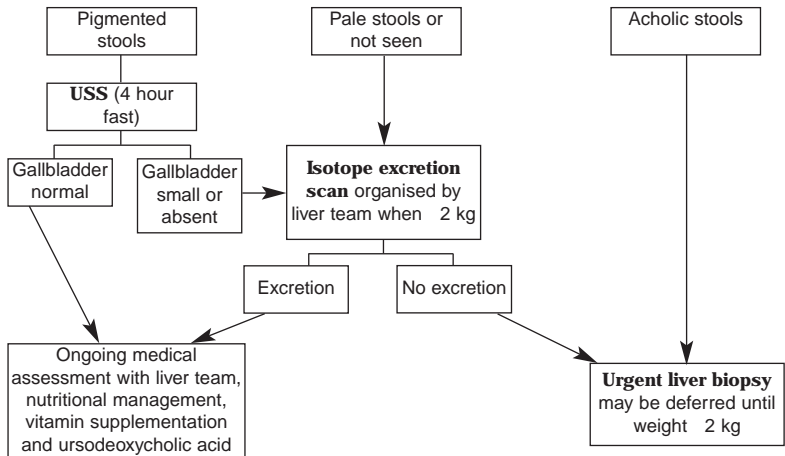 Pigmented
stools
Pale stools or
not seen
Acholic stools
USS (4 hour
fast)
Gallbladder
normal
Gallbladder
small or
absent
Isotope excretion
scan organised by
liver team when 2 kg
Excretion
No excretion
Ongoing medical
assessment with liver team,
nutritional management,
vitamin supplementation
and ursodeoxycholic acid
Urgent liver biopsy
may be deferred until
weight 2 kg